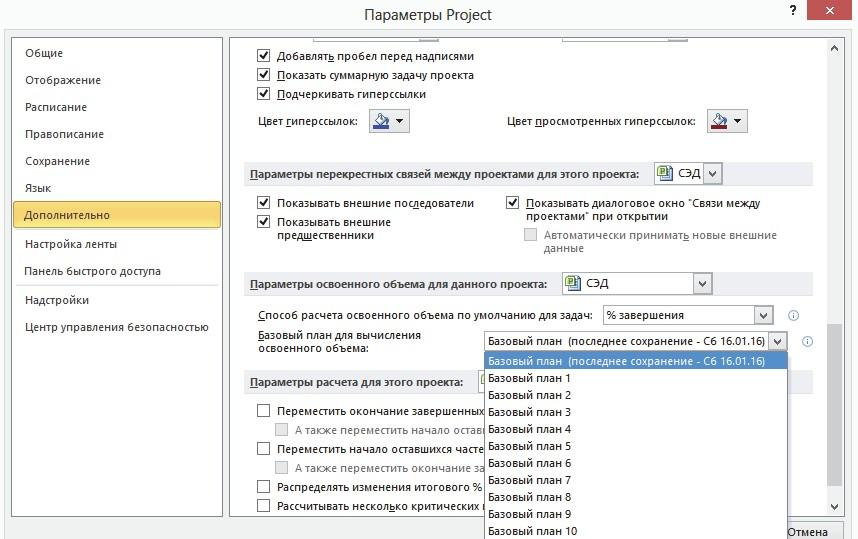 Параметры Project
?
Общие
Отображение
Расписание
Правописание
Сохранение
Язык
Дополнительно
Настройка ленты
Панель быстрого доступа
Надстройки
Центр управления безопасностью
Добавлять пробел перед надписями
Показать суммарную задачу проекта
Подчеркивать гиперссылки
Цвет гиперссылок:
Цвет просмотренных гиперссылок:
Параметры перекрестных связей между проектами для этого проекта: СЭД
Показывать внешние последователи
Показывать внешние
предшественники
Показывать диалоговое окно "Связи между
проектами" при открытии
Автоматически принимать новые внешние
данные
Параметры освоенного объема для данного проекта: СЭД
Способ расчета освоенного объема по умолчанию для задач: % завершения
Базовый план для вычисления
освоенного объема:
Базовый план (последнее сохранение - Сб 16.01.16)
Базовый план (последнее сохранение - Сб 16.01.16)
Базовый план 1
Базовый план 2
Базовый план 3
Базовый план 4
Базовый план 5
Базовый план 6
Базовый план 7
Базовый план 8
Базовый план 9
Базовый план 10
Параметры расчета для этого проекта:
Переместить окончание завершенных
А также переместить начало остав
Переместить начало оставшихся часте
А также переместить окончание за
Распределять изменения итогового %
Рассчитывать несколько критических
Отмена